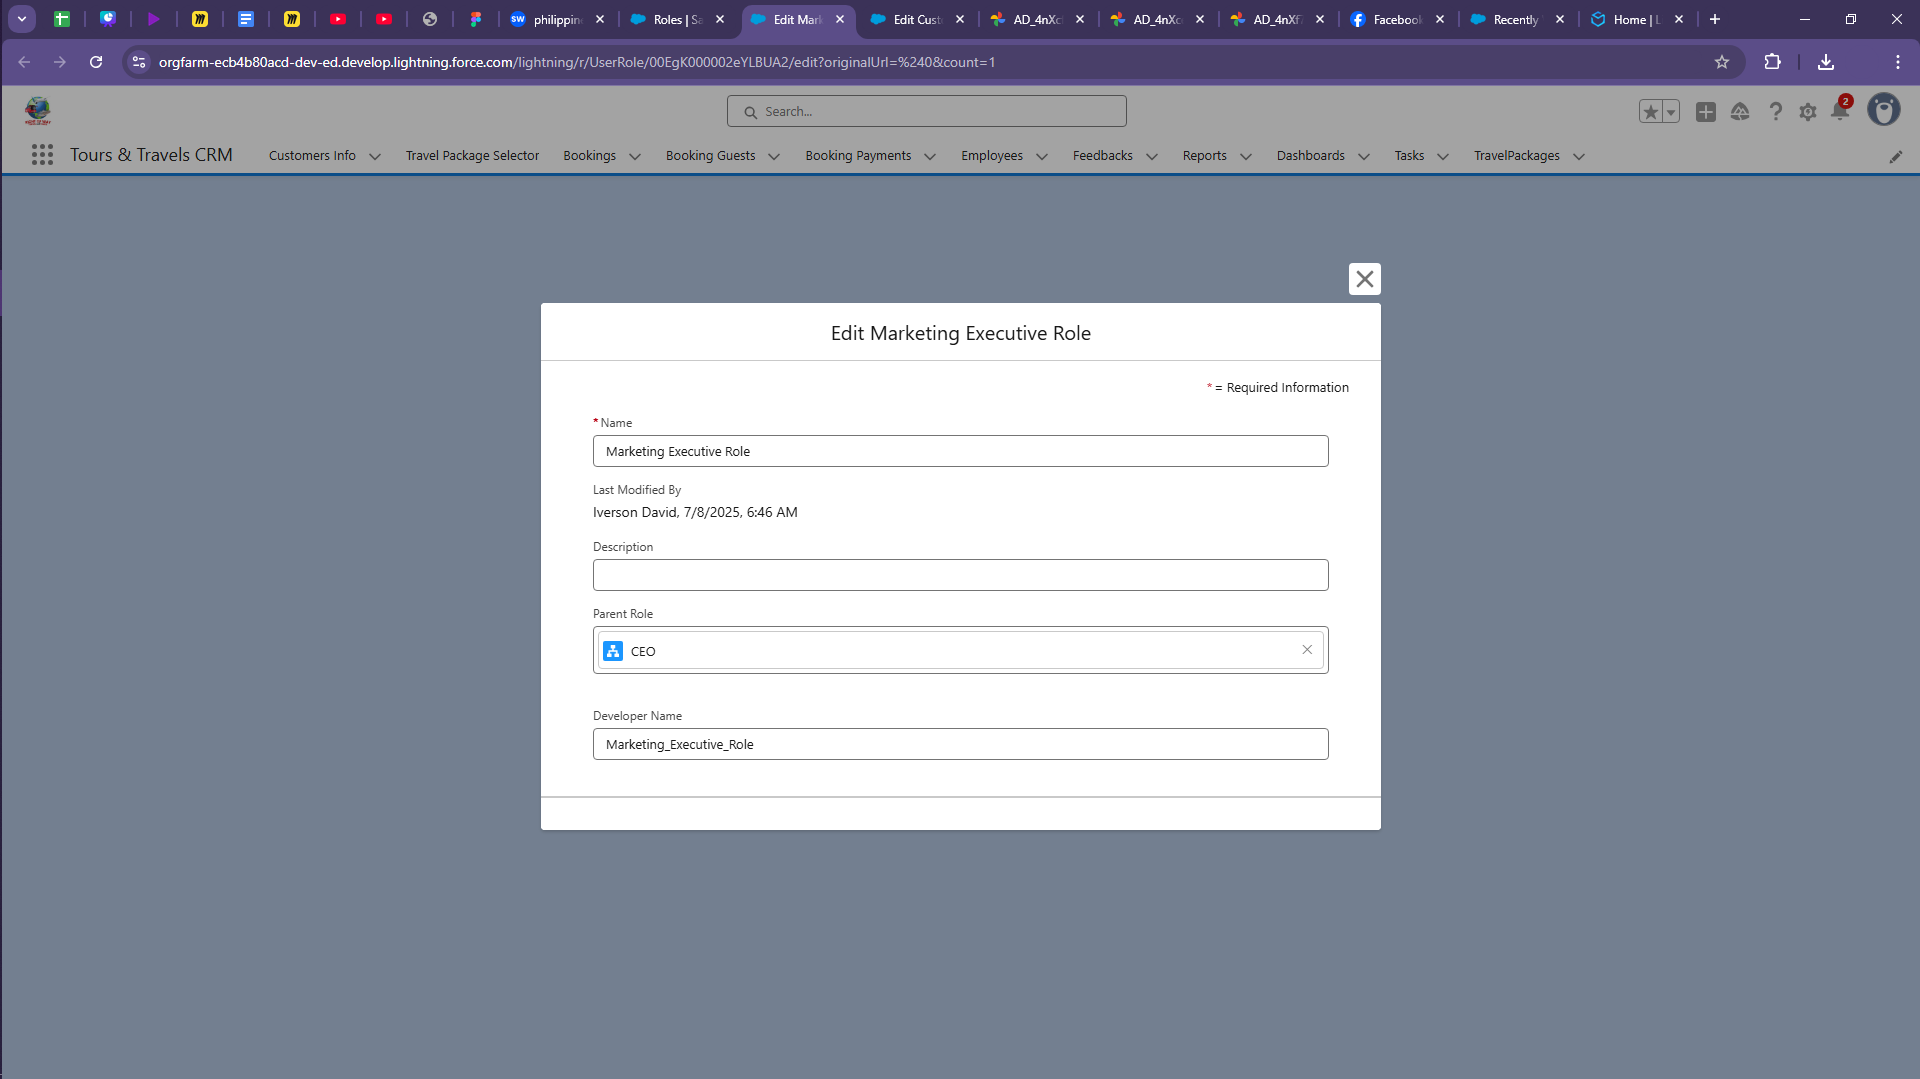 SW philippin
Roles | Sa
Edit Mark
Edit Cust
AD_4nXc
AD_4nXc
AD_4nXf
Facebook
Recently
Home | L
orgfarm-ecb4b80acd-dev-ed.develop.lightning.force.com/lightning/r/UserRole/00EgK000002eYLBUA2/edit?originalUrl=%240&count=1
Search...
2
Tours & Travels CRM
Customers Info
Travel Package Selector
Bookings
Booking Guests
Booking Payments
Employees
Feedbacks
Reports
Dashboards
Tasks
TravelPackages
Edit Marketing Executive Role
* = Required Information
* Name
Marketing Executive Role
Last Modified By
Iverson David, 7/8/2025, 6:46 AM
Description
Parent Role
CEO
Developer Name
Marketing_Executive_Role